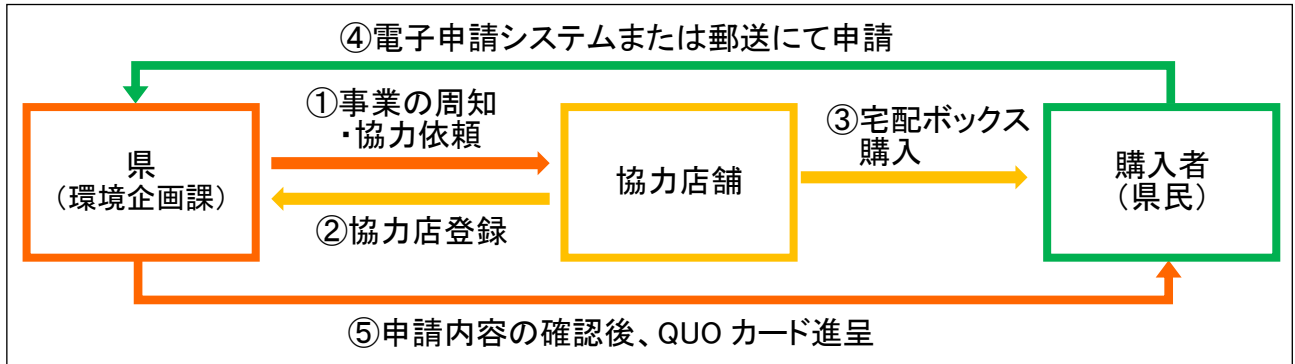 ④電子申請システムまたは郵送にて申請
①事業の周知
・協力依頼
県
（環境企画課）
②協力店登録
協力店舗
③宅配ボックス
購入
購入者
（県民）
⑤申請内容の確認後、QUO カード進呈